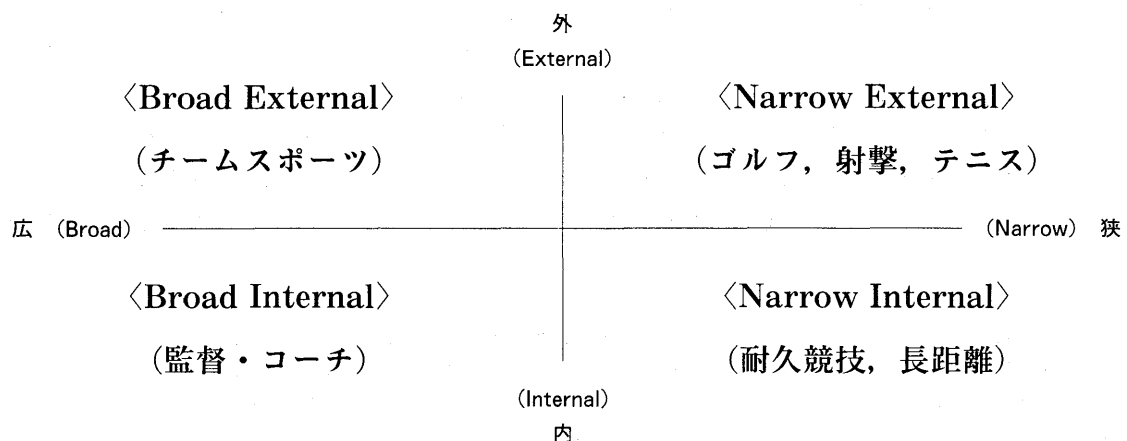 外
(External)
〈Broad External〉
(チームスポーツ)
〈Narrow External〉
(ゴルフ，射撃，テニス)
広 (Broad)
(Narrow) 狭
〈Broad Internal〉
(監督・コーチ)
〈Narrow Internal〉
(耐久競技，長距離)
(Internal)
内